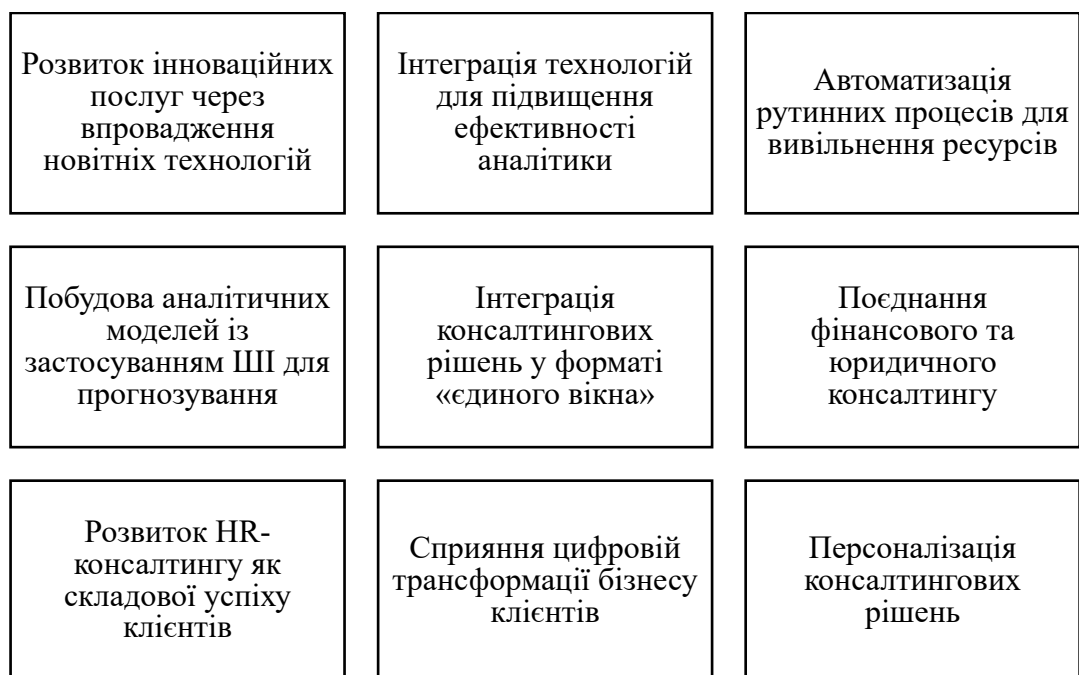 Розвиток інноваційних
послуг через
впровадження
новітніх технологій
Інтеграція технологій
для підвищення
ефективності
аналітики
Автоматизація
рутинних процесів для
вивільнення ресурсів
Побудова аналітичних
моделей із
застосуванням ШІ для
прогнозування
Інтеграція
консалтингових
рішень у форматі
«єдиного вікна»
Поєднання
фінансового та
юридичного
консалтингу
Розвиток HR-
консалтингу як
складової успіху
клієнтів
Сприяння цифровій
трансформації бізнесу
клієнтів
Персоналізація
консалтингових
рішень